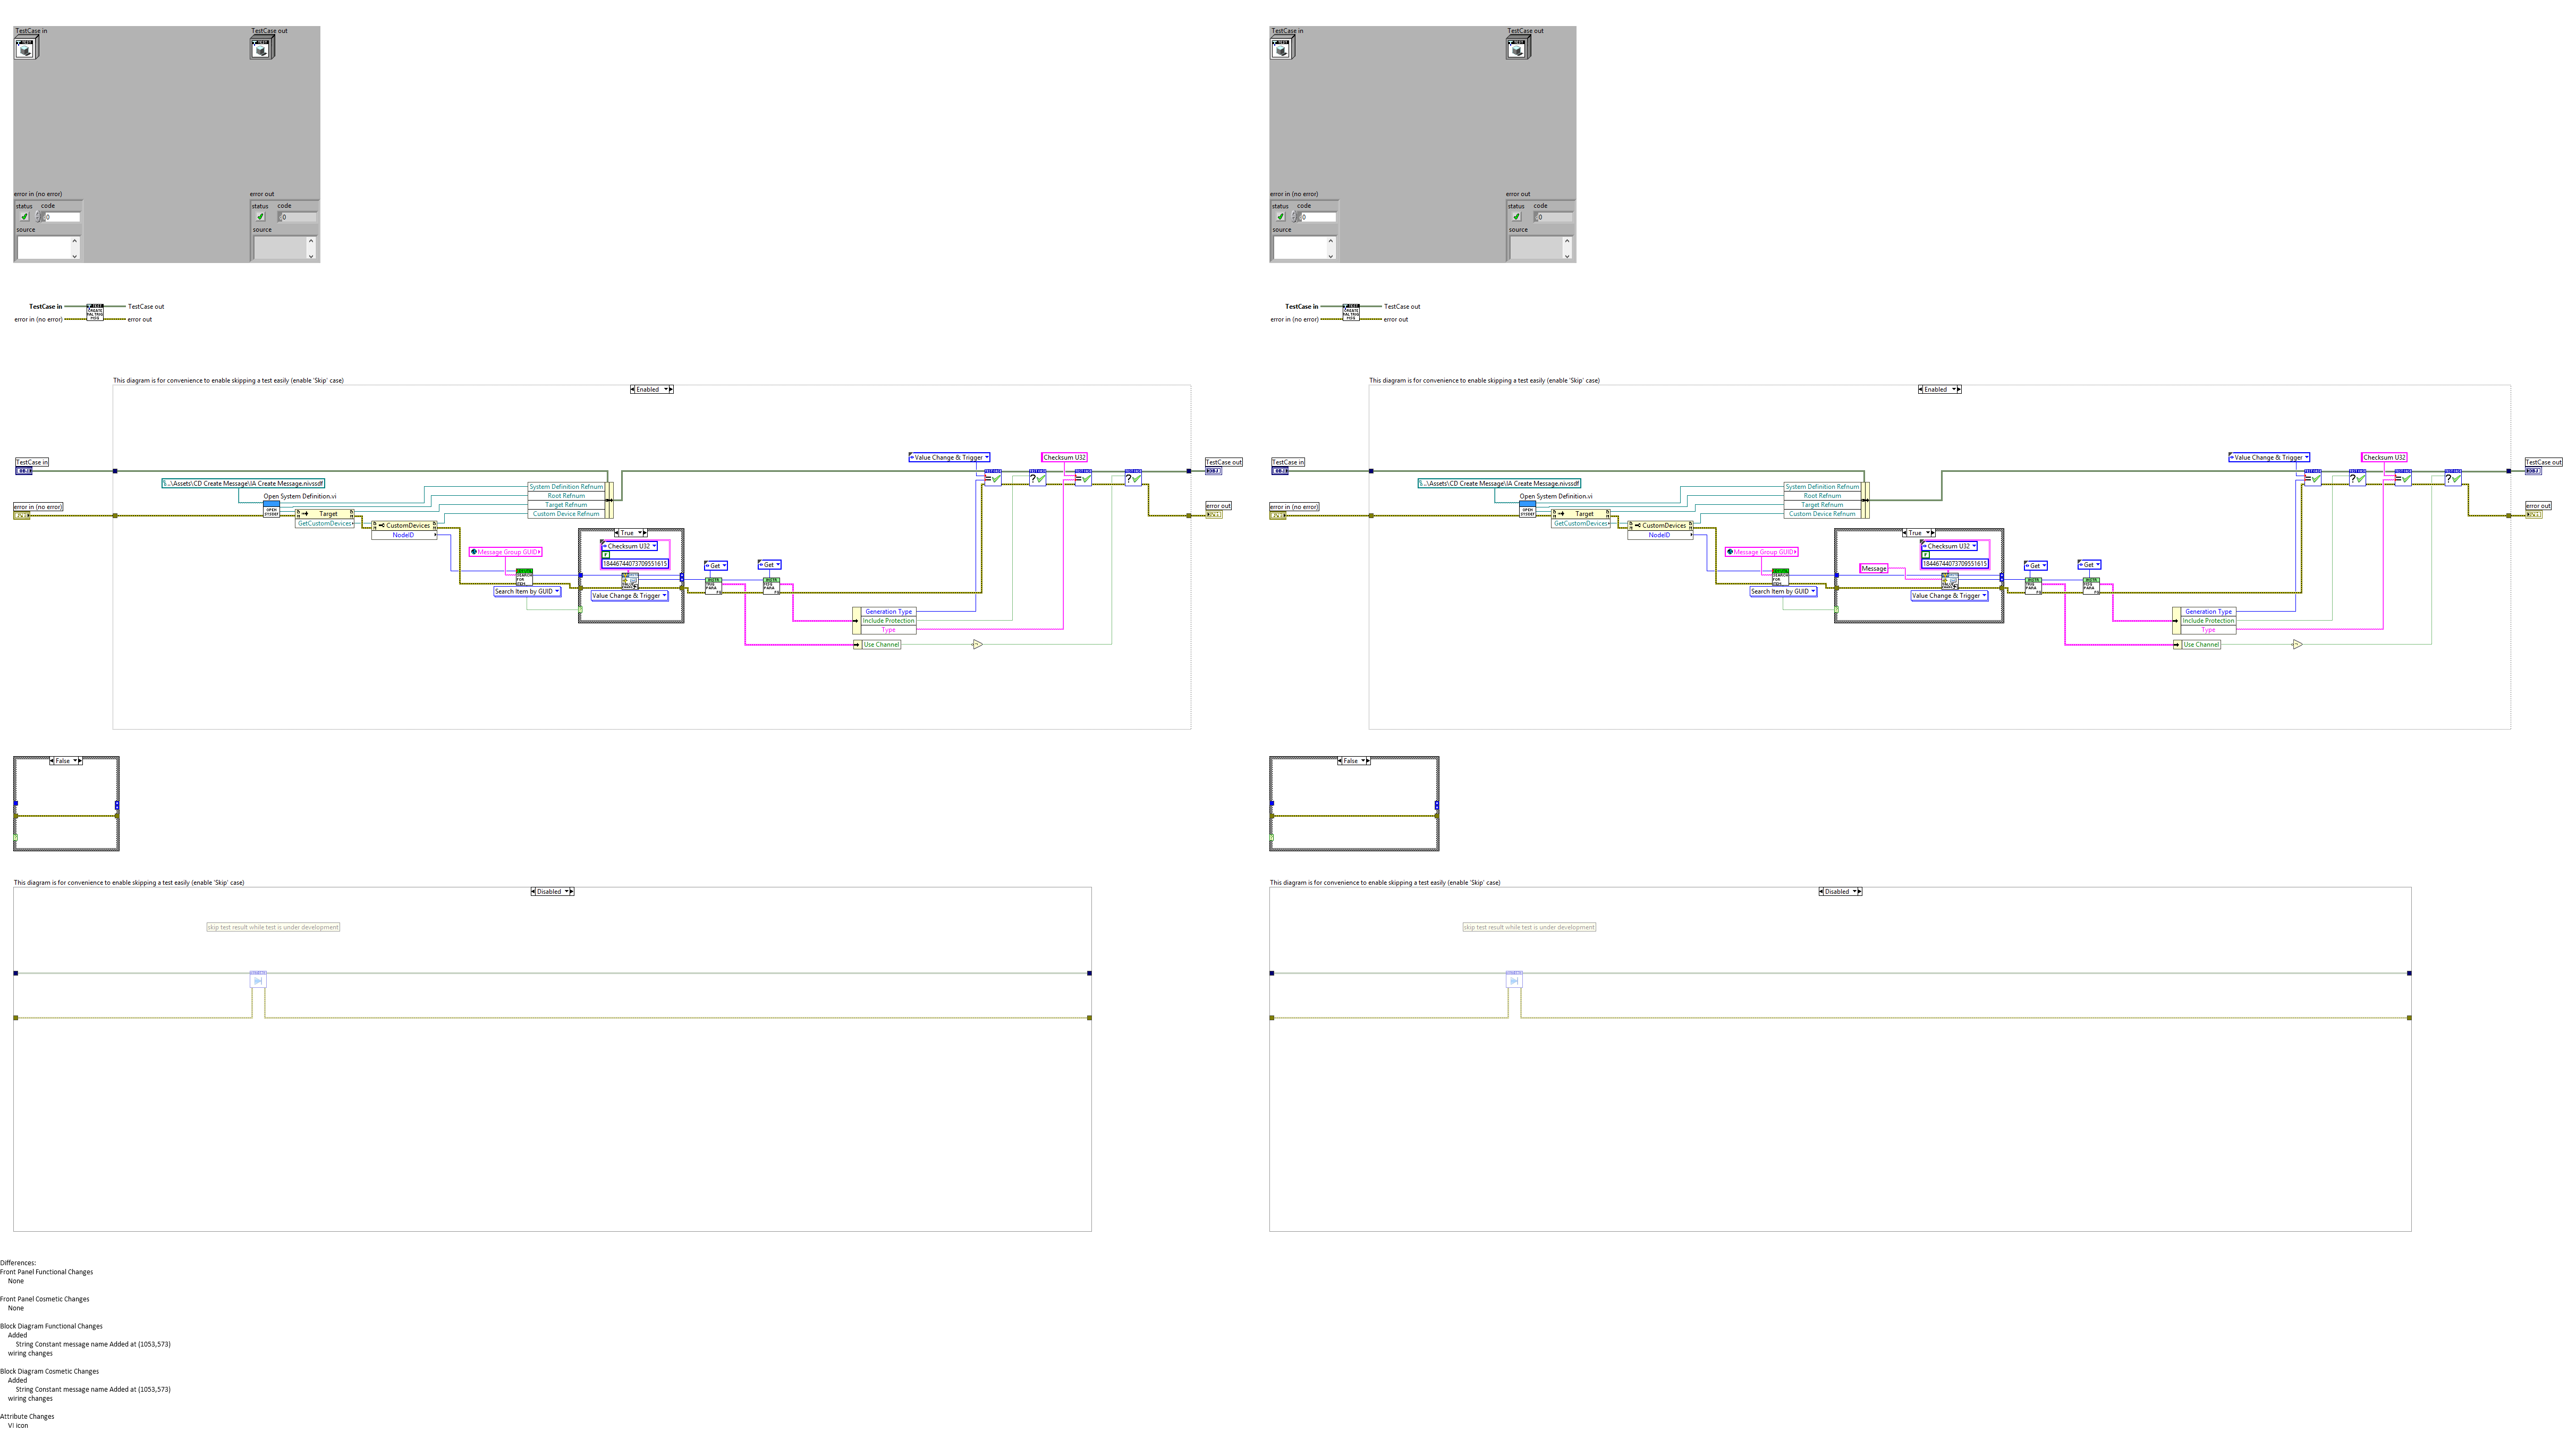 TestCase in
TestCase out
error in (no error)
error out
status
code
0
status
code
0
source
source
TestCase in
TestCase out
error in (no error)
error out
status
code
0
status
code
0
source
source
TestCase in
TestCase out
error in (no error)
error out
TestCase in
TestCase out
error in (no error)
error out
This diagram is for convenience to enable skipping a test easily (enable 'Skip' case)
Enabled
TestCase in
..\Assets\CD Create Message\IA Create Message.nivssdf
Open System Definition.vi
error in (no error)
Target
GetCustomDevices
CustomDevices
NodeID
System Definition Refnum
Root Refnum
Target Refnum
Custom Device Refnum
Message Group GUID
Search Item by GUID
True
Checksum U32
18446744073709551615
Value Change & Trigger
Get
Get
Value Change & Trigger
Checksum U32
Generation Type
Include Protection
Type
Use Channel
TestCase out
error out
This diagram is for convenience to enable skipping a test easily (enable 'Skip' case)
Enabled
TestCase in
..\Assets\CD Create Message\IA Create Message.nivssdf
Open System Definition.vi
error in (no error)
Target
GetCustomDevices
CustomDevices
NodeID
System Definition Refnum
Root Refnum
Target Refnum
Custom Device Refnum
Message Group GUID
Search Item by GUID
True
Checksum U32
18446744073709551615
Message
Value Change & Trigger
Get
Get
Value Change & Trigger
Checksum U32
Generation Type
Include Protection
Type
Use Channel
TestCase out
error out
False
False
This diagram is for convenience to enable skipping a test easily (enable 'Skip' case)
Disabled
skip test result while test is under development
This diagram is for convenience to enable skipping a test easily (enable 'Skip' case)
Disabled
skip test result while test is under development
Differences:
Front Panel Functional Changes
None
Front Panel Cosmetic Changes
None
Block Diagram Functional Changes
Added
String Constant message name Added at (1053,573)
wiring changes
Block Diagram Cosmetic Changes
Added
String Constant message name Added at (1053,573)
wiring changes
Attribute Changes
VI icon